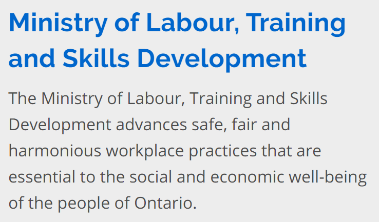 Ministry of Labour, Training
and Skills Development
The Ministry of Labour, Training and Skills
Development advances safe, fair and
harmonious workplace practices that are
essential to the social and economic well-being
of the people of Ontario.